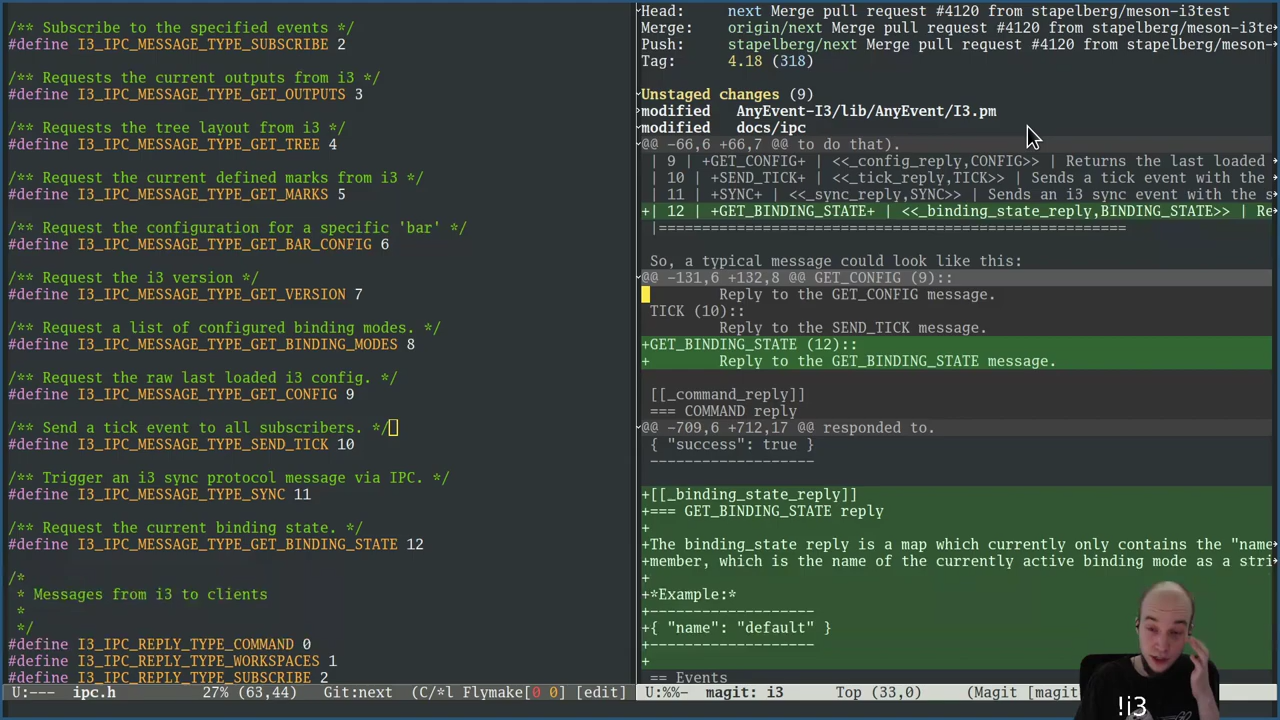 /** Subscribe to the specified events */
#define I3_IPC_MESSAGE_TYPE_SUBSCRIBE 2
/** Requests the current outputs from i3 */
#define I3_IPC_MESSAGE_TYPE_GET_OUTPUTS 3
/** Requests the tree layout from i3 */
#define I3_IPC_MESSAGE_TYPE_GET_TREE 4
/** Request the current defined marks from i3 */
#define I3_IPC_MESSAGE_TYPE_GET_MARKS 5
/** Request the configuration for a specific 'bar' */
#define I3_IPC_MESSAGE_TYPE_GET_BAR_CONFIG 6
/** Request the i3 version */
#define I3_IPC_MESSAGE_TYPE_GET_VERSION 7
/** Request a list of configured binding modes. */
#define I3_IPC_MESSAGE_TYPE_GET_BINDING_MODES 8
/** Request the raw last loaded i3 config. */
#define I3_IPC_MESSAGE_TYPE_GET_CONFIG 9
/** Send a tick event to all subscribers. */
#define I3_IPC_MESSAGE_TYPE_SEND_TICK 10
/** Trigger an i3 sync protocol message via IPC. */
#define I3_IPC_MESSAGE_TYPE_SYNC 11
/** Request the current binding state. */
#define I3_IPC_MESSAGE_TYPE_GET_BINDING_STATE 12
/*
* Messages from i3 to clients
*
*/
#define I3_IPC_REPLY_TYPE_COMMAND 0
#define I3_IPC_REPLY_TYPE_WORKSPACES 1
#define I3_IPC_REPLY_TYPE_SUBSCRIBE 2
U:--- ipc.h 27% (63,44) Git:next (C/*l Flymake[0 0] [edit]
Head: next Merge pull request #4120 from stapelberg/meson-i3test
Merge: origin/next Merge pull request #4120 from stapelberg/meson-i3te
Push: stapelberg/next Merge pull request #4120 from stapelberg/meson-
Tag: 4.18 (318)
Unstaged changes (9)
modified AnyEvent-I3/lib/AnyEvent/I3.pm
modified docs/ipc
@@ -66,6 +66,7 @@ to do that).
| 9 | +GET_CONFIG+ | <<_config_reply,CONFIG>> | Returns the last loaded
| 10 | +SEND_TICK+ | <<_tick_reply,TICK>> | Sends a tick event with the
| 11 | +SYNC+ | <<_sync_reply,SYNC>> | Sends an i3 sync event with the s
+| 12 | +GET_BINDING_STATE+ | <<_binding_state_reply,BINDING_STATE>> | Re
|======================================================
So, a typical message could look like this:
@@ -131,6 +132,8 @@ GET_CONFIG (9)::
Reply to the GET_CONFIG message.
TICK (10)::
Reply to the SEND_TICK message.
+GET_BINDING_STATE (12)::
+ Reply to the GET_BINDING_STATE message.
[[_command_reply]]
=== COMMAND reply
@@ -709,6 +712,17 @@ responded to.
{ "success": true }
-------------------
+[[_binding_state_reply]]
+=== GET_BINDING_STATE reply
+
+The binding_state reply is a map which currently only contains the "name
+member, which is the name of the currently active binding mode as a stri
+
+*Example:*
+-------------------
+{ "name": "default" }
+-------------------
+
== Events
U:%%- magit: i3 Top (33,0) (Magit [magit
!i3